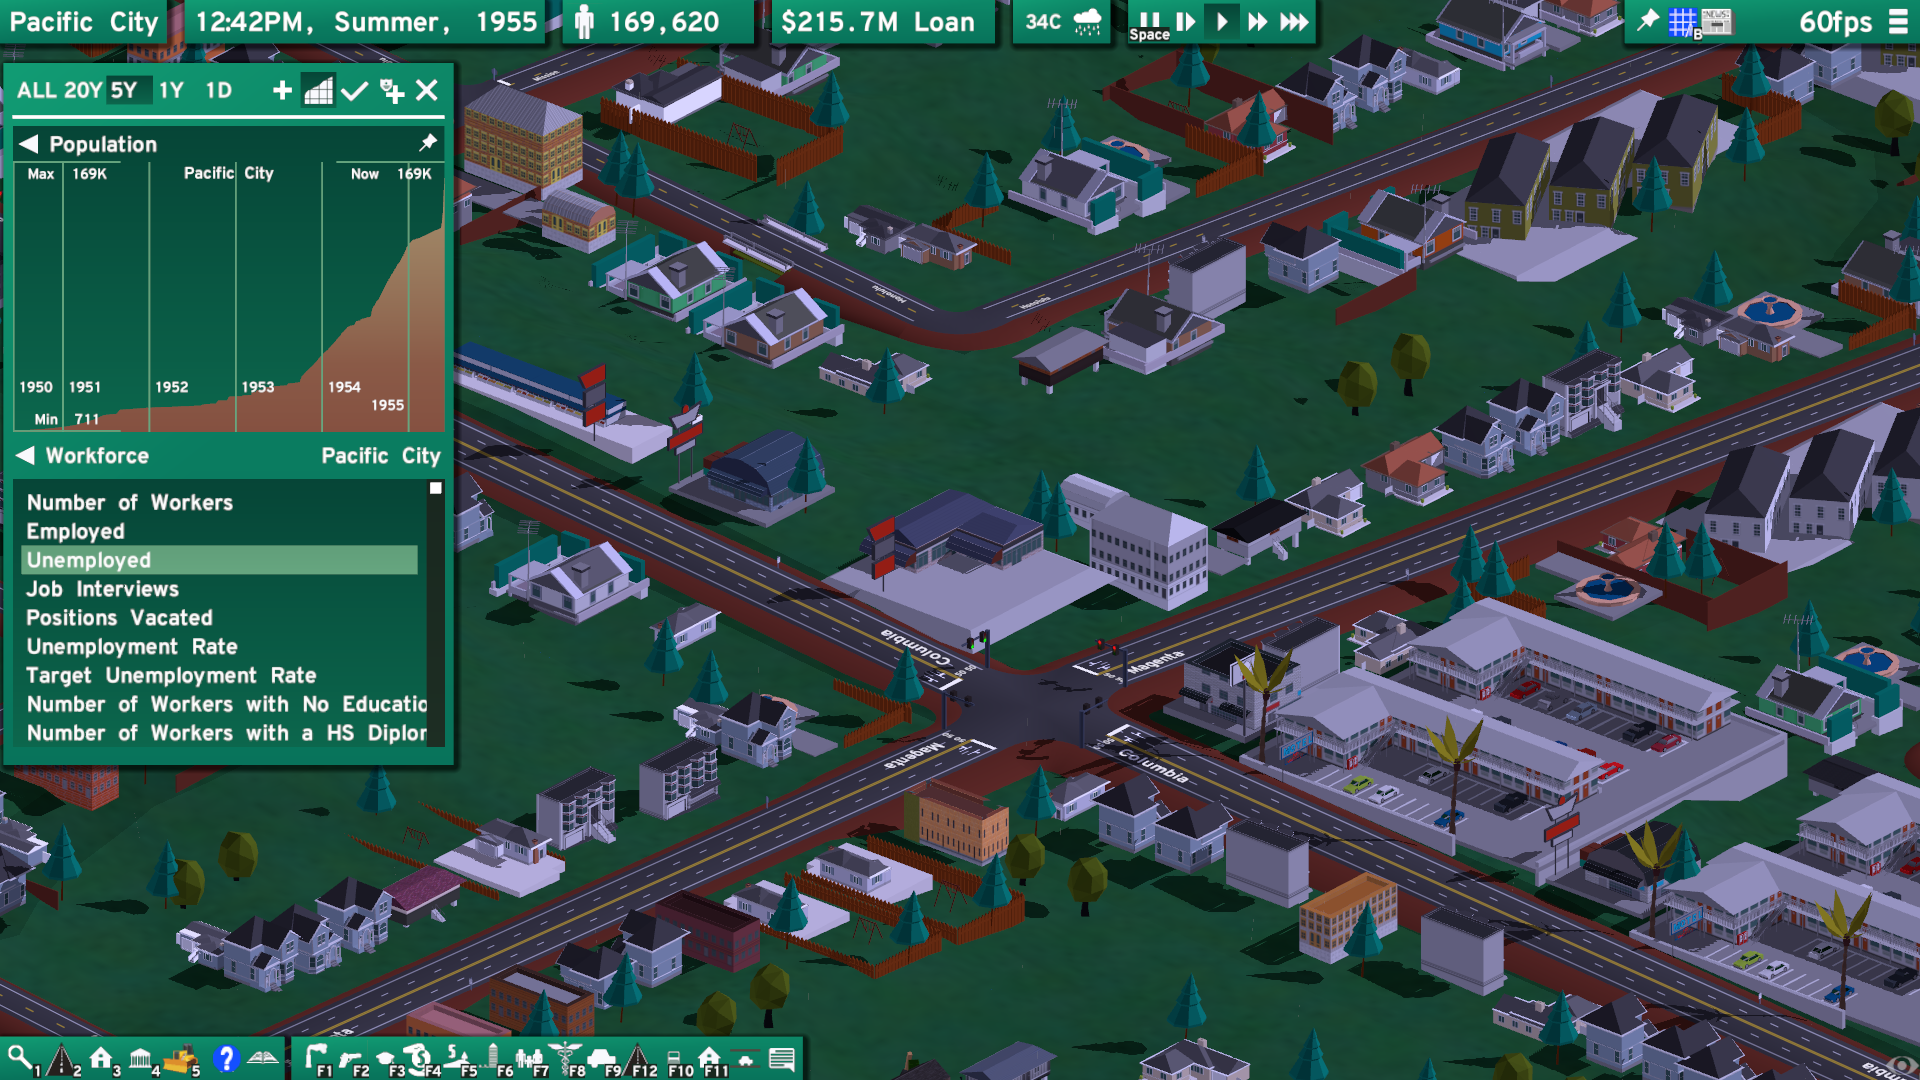 Pacific City
12:42PM, Summer, 1955
169,620
$215.7M Loan
34C
Space
B
NEWS
60fps
ALL 20Y 5Y 1Y 1D
Population
Max 169K Pacific City Now 169K
1950 1951 1952 1953 1954
1955
Min 711
Workforce Pacific City
Number of Workers
Employed
Unemployed
Job Interviews
Positions Vacated
Unemployment Rate
Target Unemployment Rate
Number of Workers with No Educatio
Number of Workers with a HS Diplor
Honolulu
Honolulu
Columbia
Magenta
Magenta
Columbia
1 2 3 4 ? 5
F1 F2 F3 F4 F5 F6 F7 F8 F9 F12 F10 F11